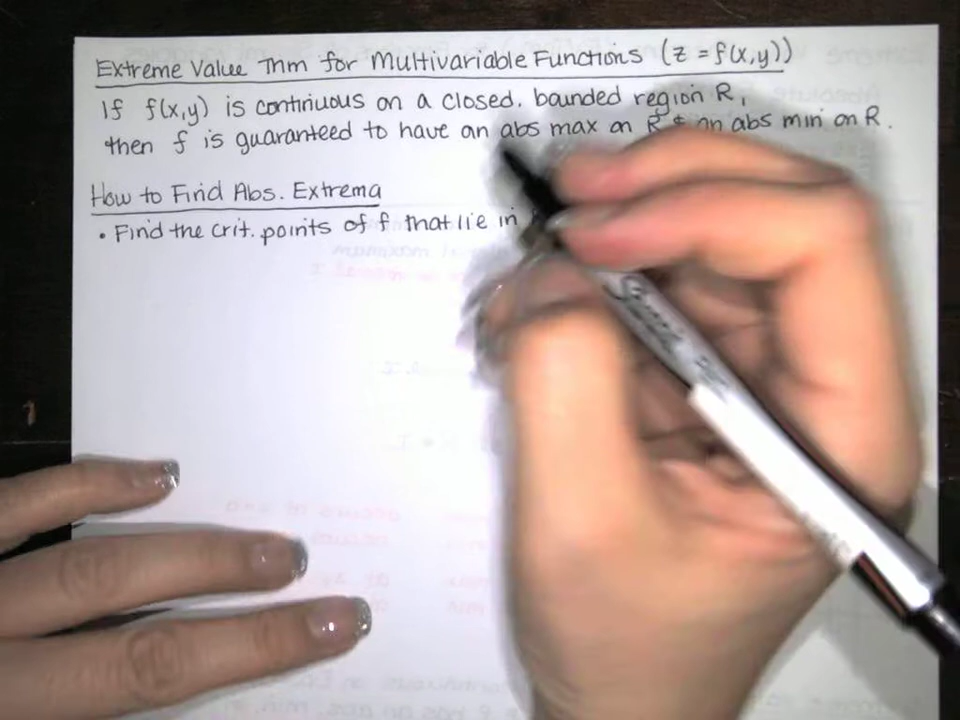 Extreme Value Thm for Multivariable Functions (z = f(x,y))
If f(x,y) is continuous on a closed, bounded region R,
then f is guaranteed to have an abs max on R & an abs min on R.
How to Find Abs. Extrema
• Find the crit. points of f that lie in